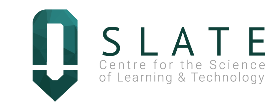 SLATE
Centre for the Science
of Learning & Technology